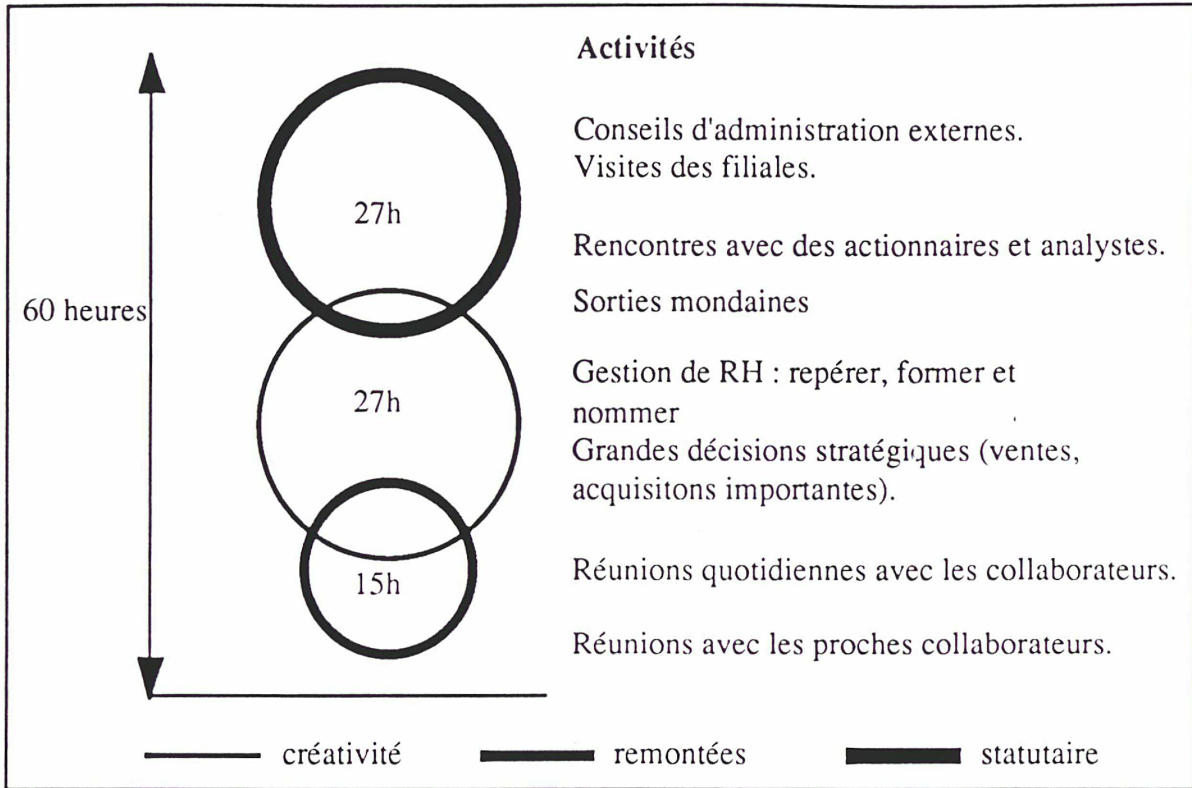 Activités
Conseils d'administration externes.
Visites des filiales.
27h
Rencontres avec des actionnaires et analystes.
60 heures
Sorties mondaines
Gestion de RH : repérer, former et
nommer
27h
Grandes décisions stratégiques (ventes,
acquisitons importantes).
15h
Réunions quotidiennes avec les collaborateurs.
Réunions avec les proches collaborateurs.
créativité
remontées
statutaire